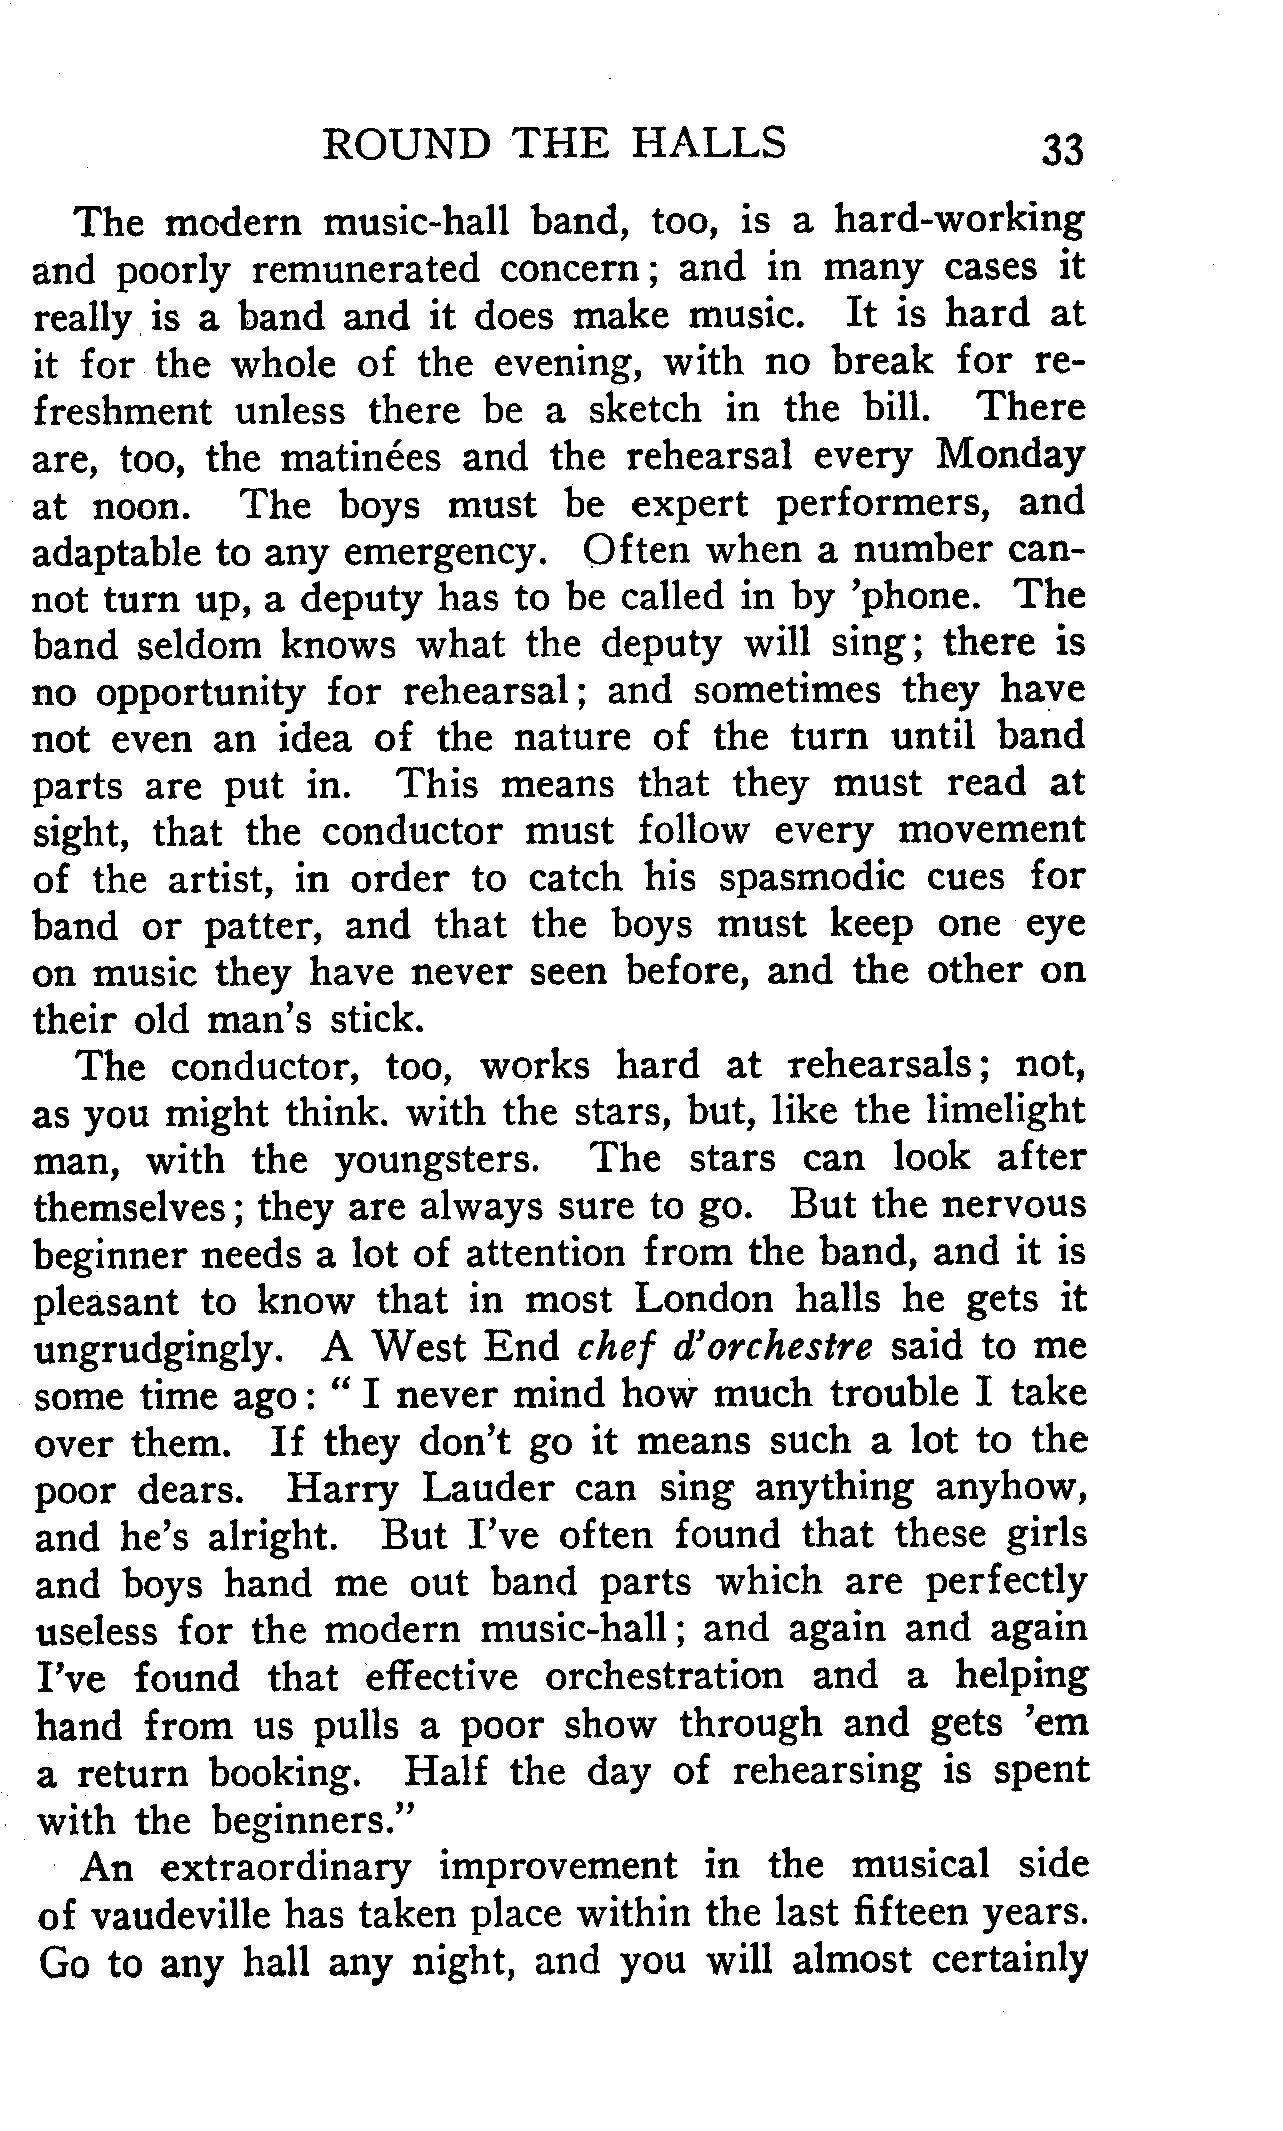 ROUND THE HALLS 33
The modern music-hall band, too, is a hard-working
and poorly remunerated concern; and in many cases it
really is a band and it does make music. It is hard at
it for the whole of the evening, with no break for re-
freshment unless there be a sketch in the bill. There
are, too, the matinées and the rehearsal every Monday
at noon. The boys must be expert performers, and
adaptable to any emergency. Often when a number can-
not turn up, a deputy has to be called in by 'phone. The
band seldom knows what the deputy will sing; there is
no opportunity for rehearsal; and sometimes they have
not even an idea of the nature of the turn until band
parts are put in. This means that they must read at
sight, that the conductor must follow every movement
of the artist, in order to catch his spasmodic cues for
band or patter, and that the boys must keep one eye
on music they have never seen before, and the other on
their old man's stick.
The conductor, too, works hard at rehearsals; not,
as you might think. with the stars, but, like the limelight
man, with the youngsters. The stars can look after
themselves; they are always sure to go. But the nervous
beginner needs a lot of attention from the band, and it is
pleasant to know that in most London halls he gets it
ungrudgingly. A West End chef d'orchestre said to me
some time ago: "I never mind how much trouble I take
over them. If they don't go it means such a lot to the
poor dears. Harry Lauder can sing anything anyhow,
and he's alright. But I've often found that these girls
and boys hand me out band parts which are perfectly
useless for the modern music-hall; and again and again
I've found that effective orchestration and a helping
hand from us pulls a poor show through and gets 'em
a return booking. Half the day of rehearsing is spent
with the beginners."
An extraordinary improvement in the musical side
of vaudeville has taken place within the last fifteen years.
Go to any hall any night, and you will almost certainly